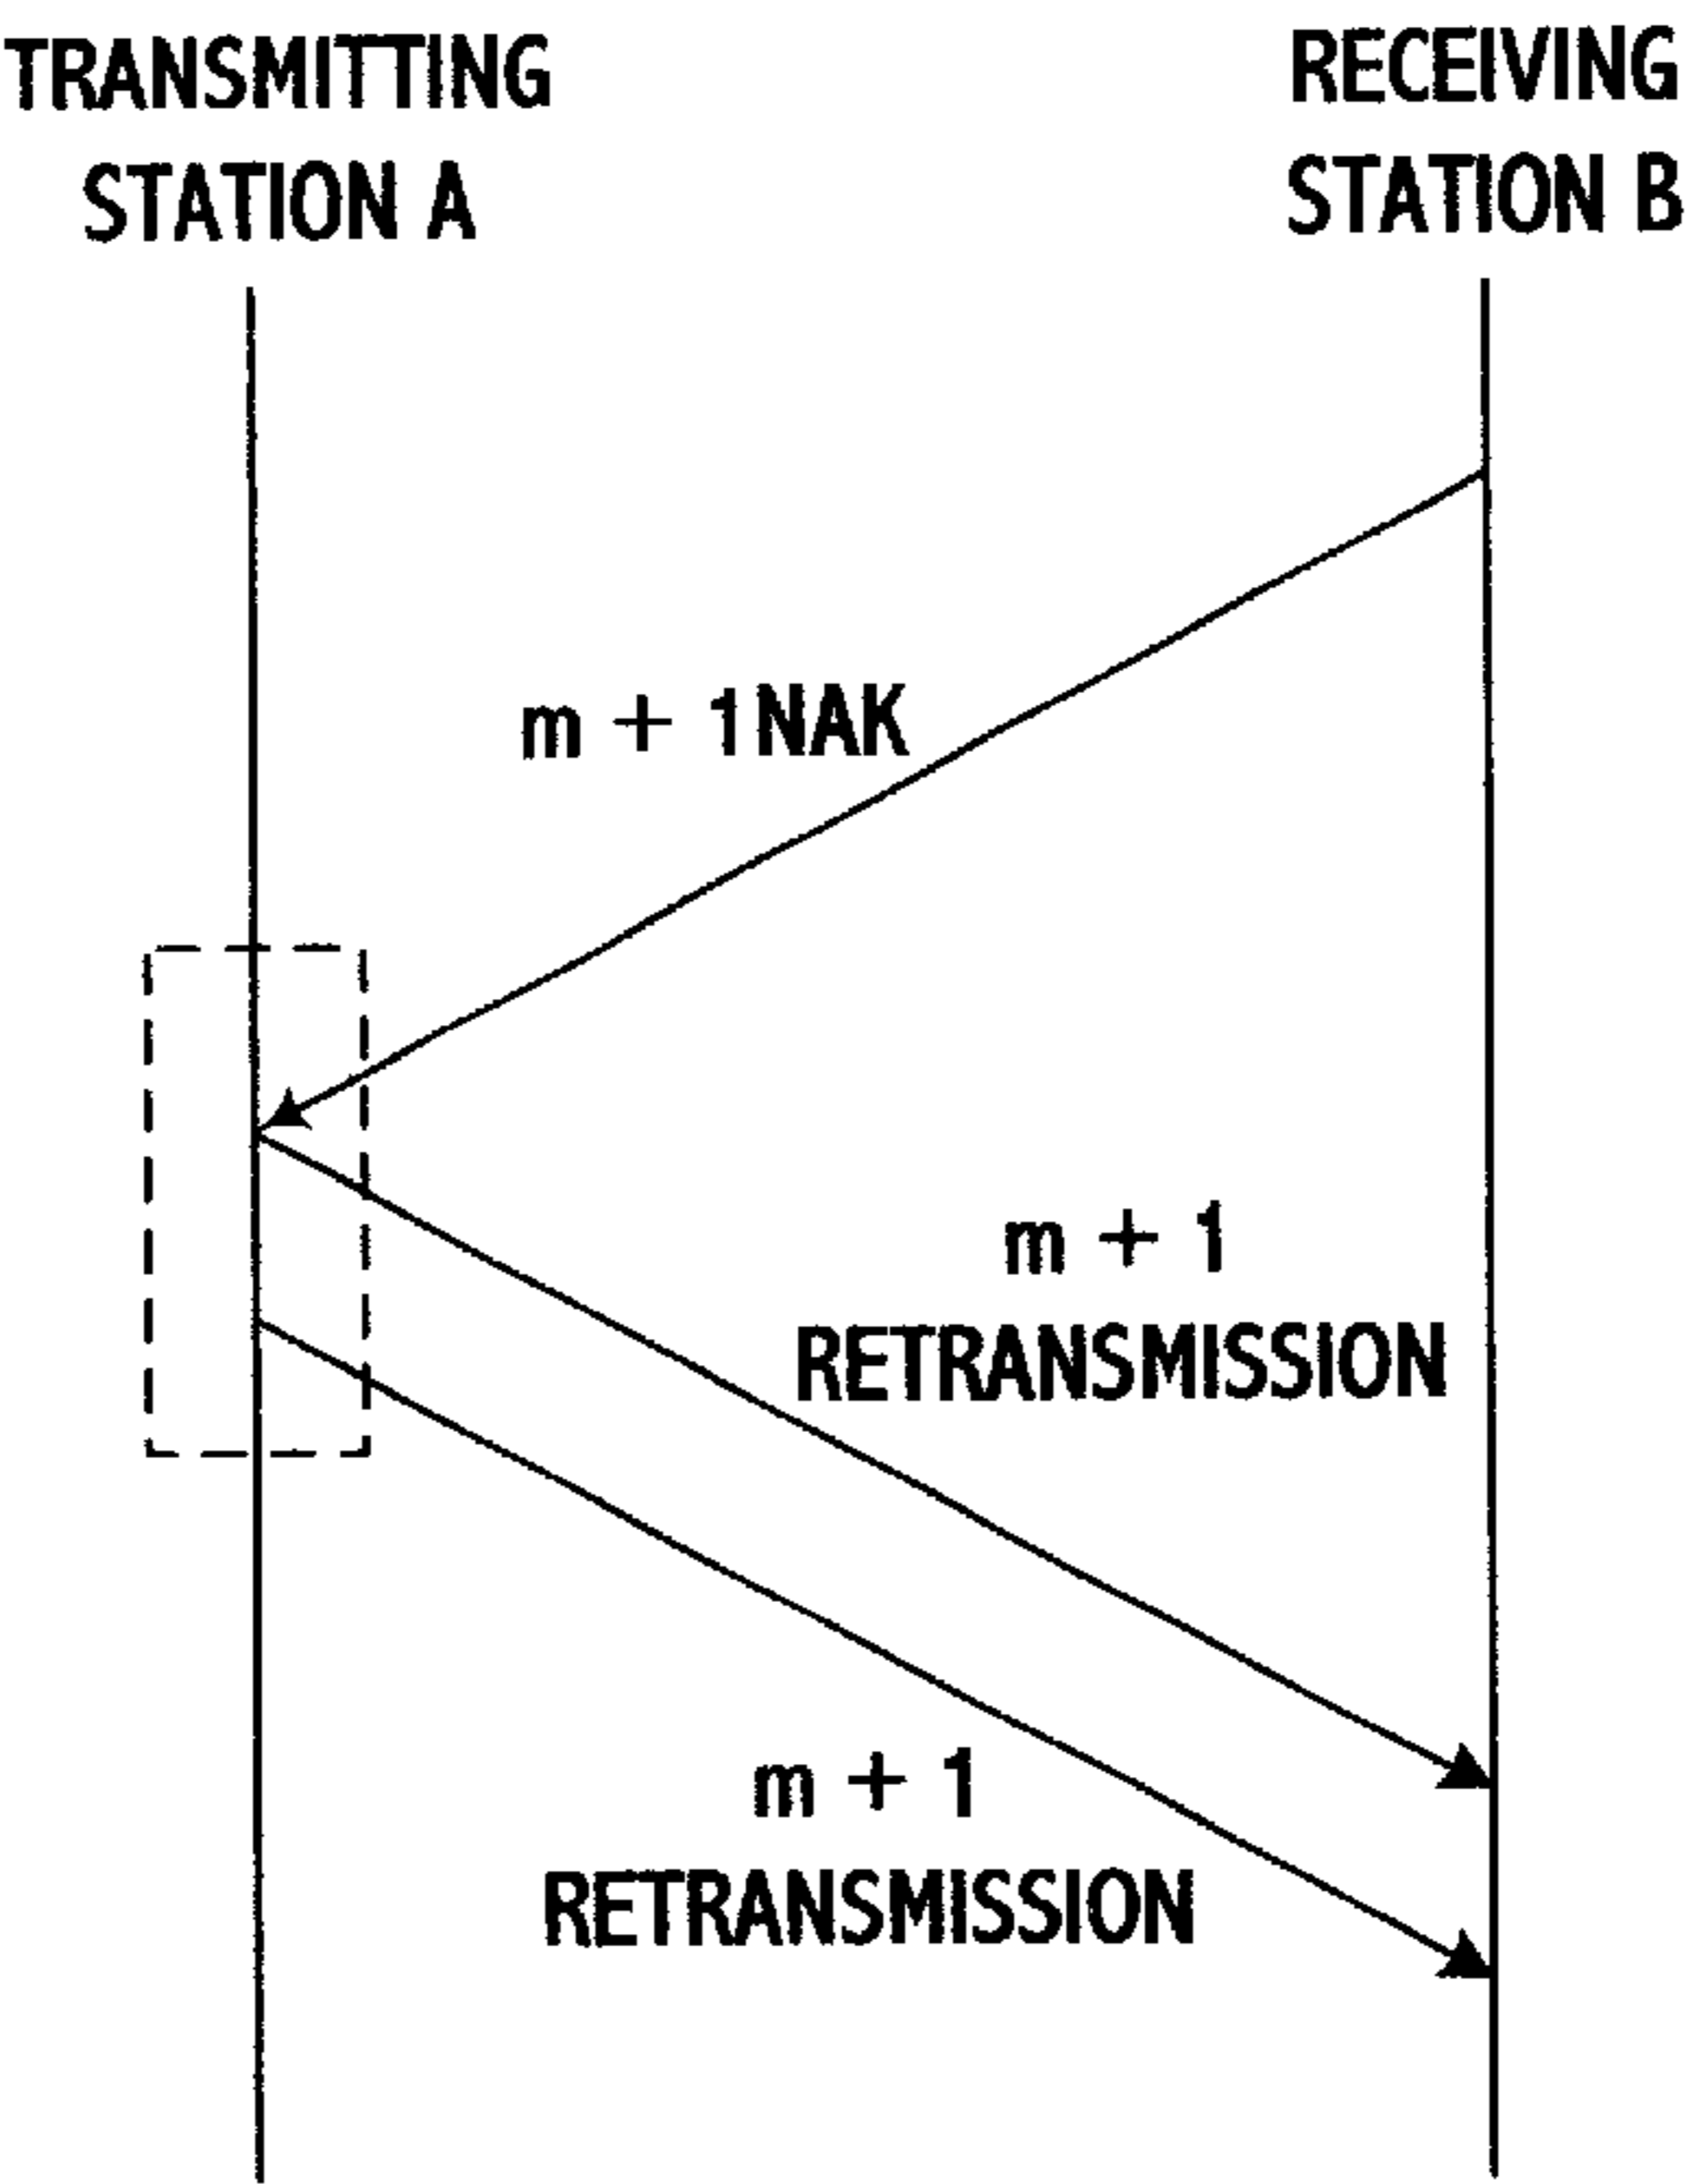 TRANSMITTING
STATION A
RECEIVING
STATION B
m + 1NAK
m + 1
RETRANSMISSION
m + 1
RETRANSMISSION